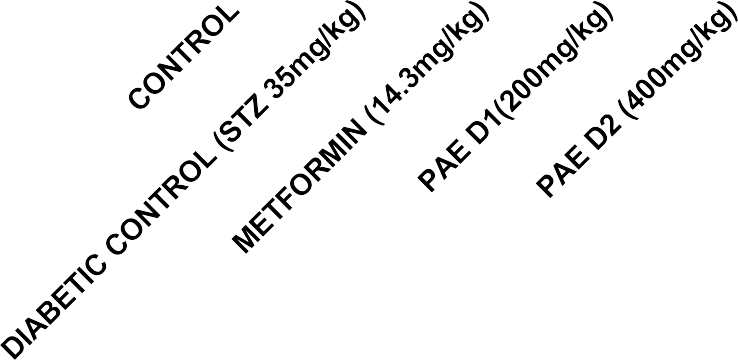 CONTROL
DIABETIC CONTROL (STZ 35mg/kg)
METFORMIN (14.3mg/kg)
PAE D1(200mg/kg)
PAE D2 (400mg/kg)